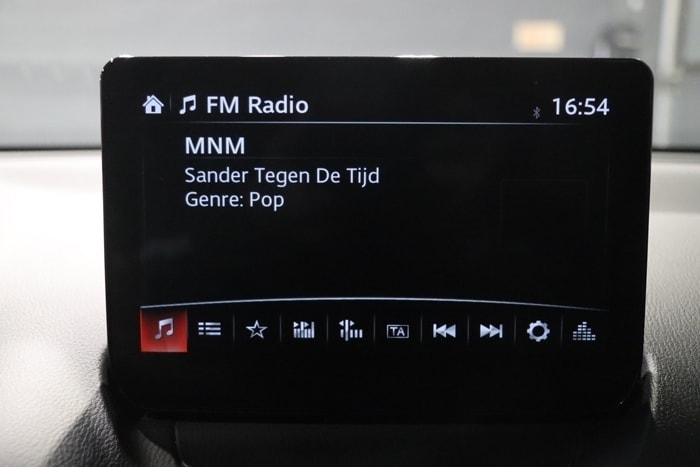 FM Radio
16:54
MNM
Sander Tegen De Tijd
Genre: Pop
TA